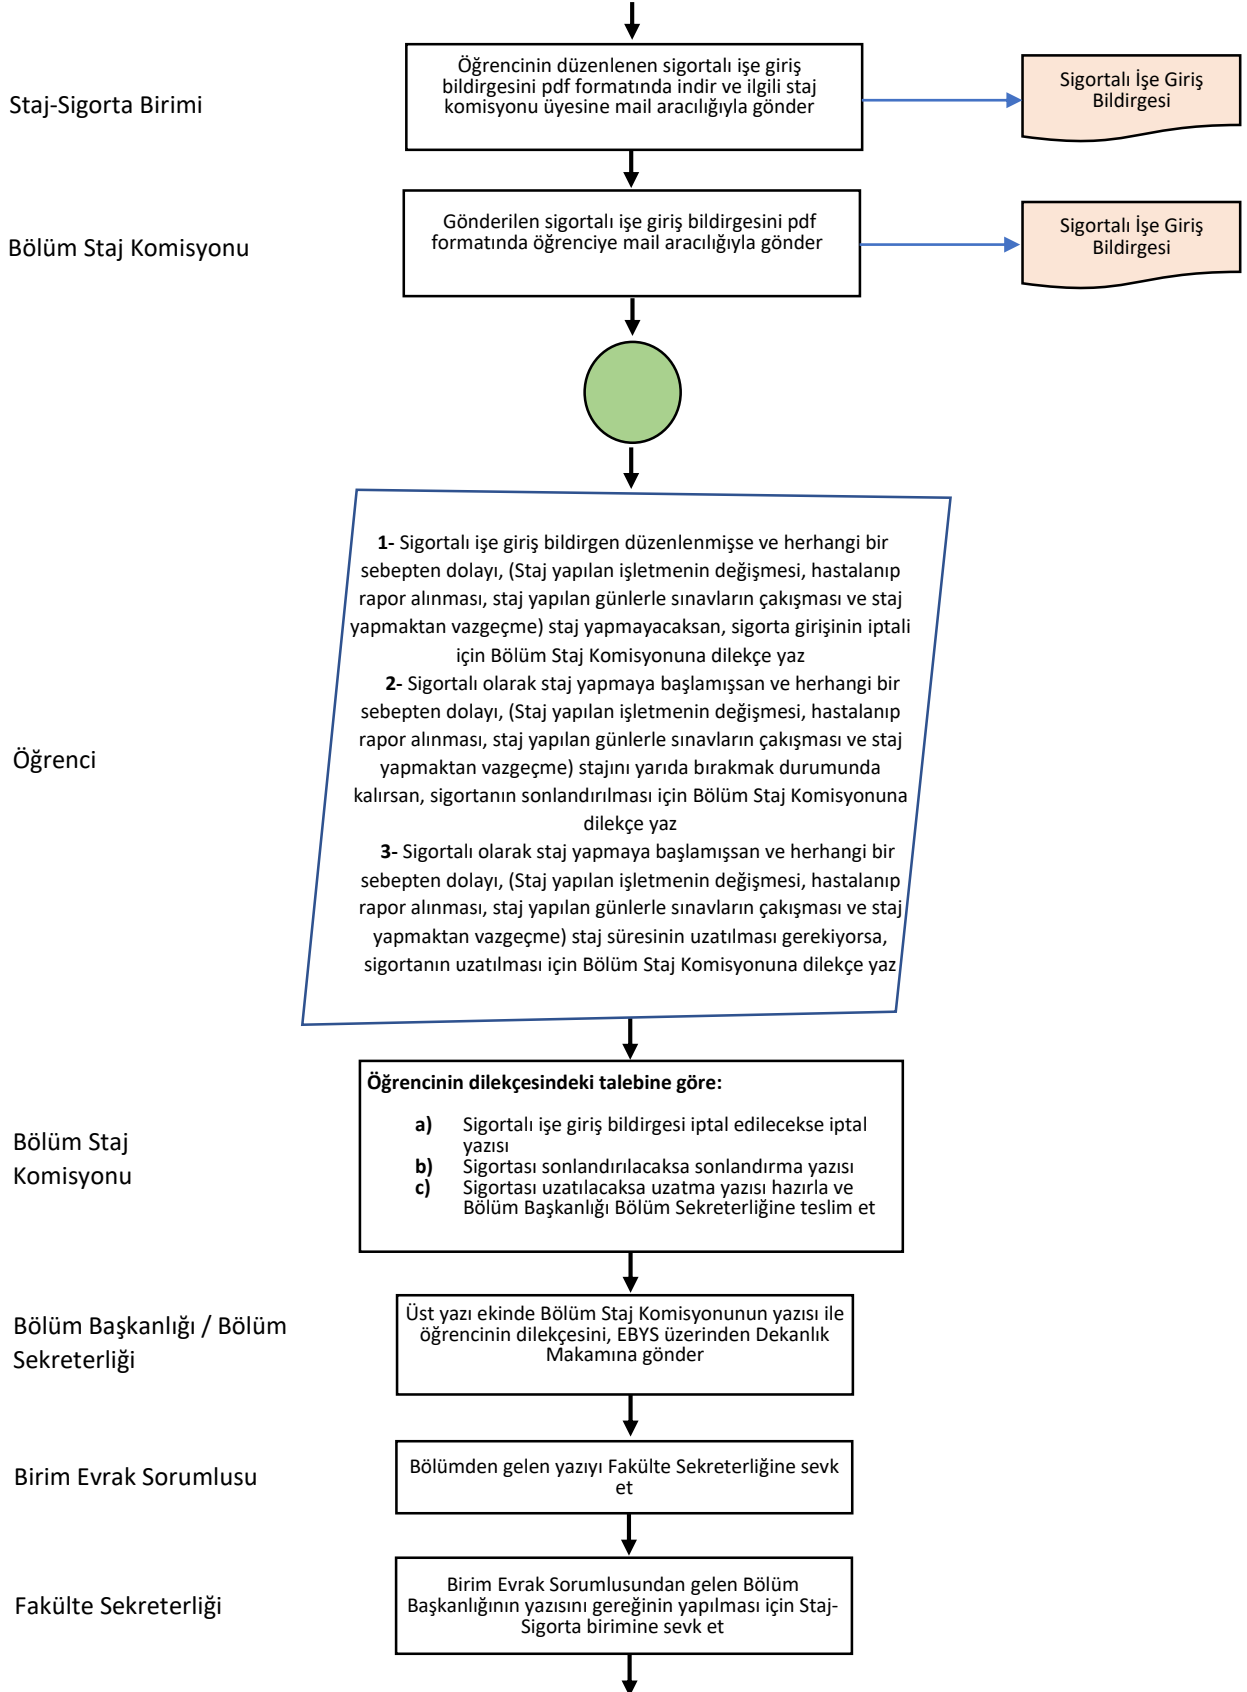 Staj-Sigorta Birimi
Öğrencinin düzenlenen sigortalı işe giriş
bildirgesini pdf formatında indir ve ilgili staj
komisyonu üyesine mail aracılığıyla gönder
Sigortalı İşe Giriş
Bildirgesi
Bölüm Staj Komisyonu
Gönderilen sigortalı işe giriş bildirgesini pdf
formatında öğrenciye mail aracılığıyla gönder
Sigortalı İşe Giriş
Bildirgesi
Öğrenci
1- Sigortalı işe giriş bildirgen düzenlenmişse ve herhangi bir
sebepten dolayı, (Staj yapılan işletmenin değişmesi, hastalanıp
rapor alınması, staj yapılan günlerle sınavların çakışması ve staj
yapmaktan vazgeçme) staj yapmayacaksan, sigorta girişinin iptali
için Bölüm Staj Komisyonuna dilekçe yaz
2- Sigortalı olarak staj yapmaya başlamışsan ve herhangi bir
sebepten dolayı, (Staj yapılan işletmenin değişmesi, hastalanıp
rapor alınması, staj yapılan günlerle sınavların çakışması ve staj
yapmaktan vazgeçme) stajını yarıda bırakmak durumunda
kalırsan, sigortanın sonlandırılması için Bölüm Staj Komisyonuna
dilekçe yaz
3- Sigortalı olarak staj yapmaya başlamışsan ve herhangi bir
sebepten dolayı, (Staj yapılan işletmenin değişmesi, hastalanıp
rapor alınması, staj yapılan günlerle sınavların çakışması ve staj
yapmaktan vazgeçme) staj süresinin uzatılması gerekiyorsa,
sigortanın uzatılması için Bölüm Staj Komisyonuna dilekçe yaz
Bölüm Staj
Komisyonu
Öğrencinin dilekçesindeki talebine göre:
a) Sigortalı işe giriş bildirgesi iptal edilecekse iptal
yazısı
b) Sigortası sonlandırılacaksa sonlandırma yazısı
c) Sigortası uzatılacaksa uzatma yazısı hazırla ve
Bölüm Başkanlığı Bölüm Sekreterliğine teslim et
Bölüm Başkanlığı / Bölüm
Sekreterliği
Üst yazı ekinde Bölüm Staj Komisyonunun yazısı ile
öğrencinin dilekçesini, EBYS üzerinden Dekanlık
Makamına gönder
Birim Evrak Sorumlusu
Bölümden gelen yazıyı Fakülte Sekreterliğine sevk
et
Fakülte Sekreterliği
Birim Evrak Sorumlusundan gelen Bölüm
Başkanlığının yazısını gereğinin yapılması için Staj-
Sigorta birimine sevk et